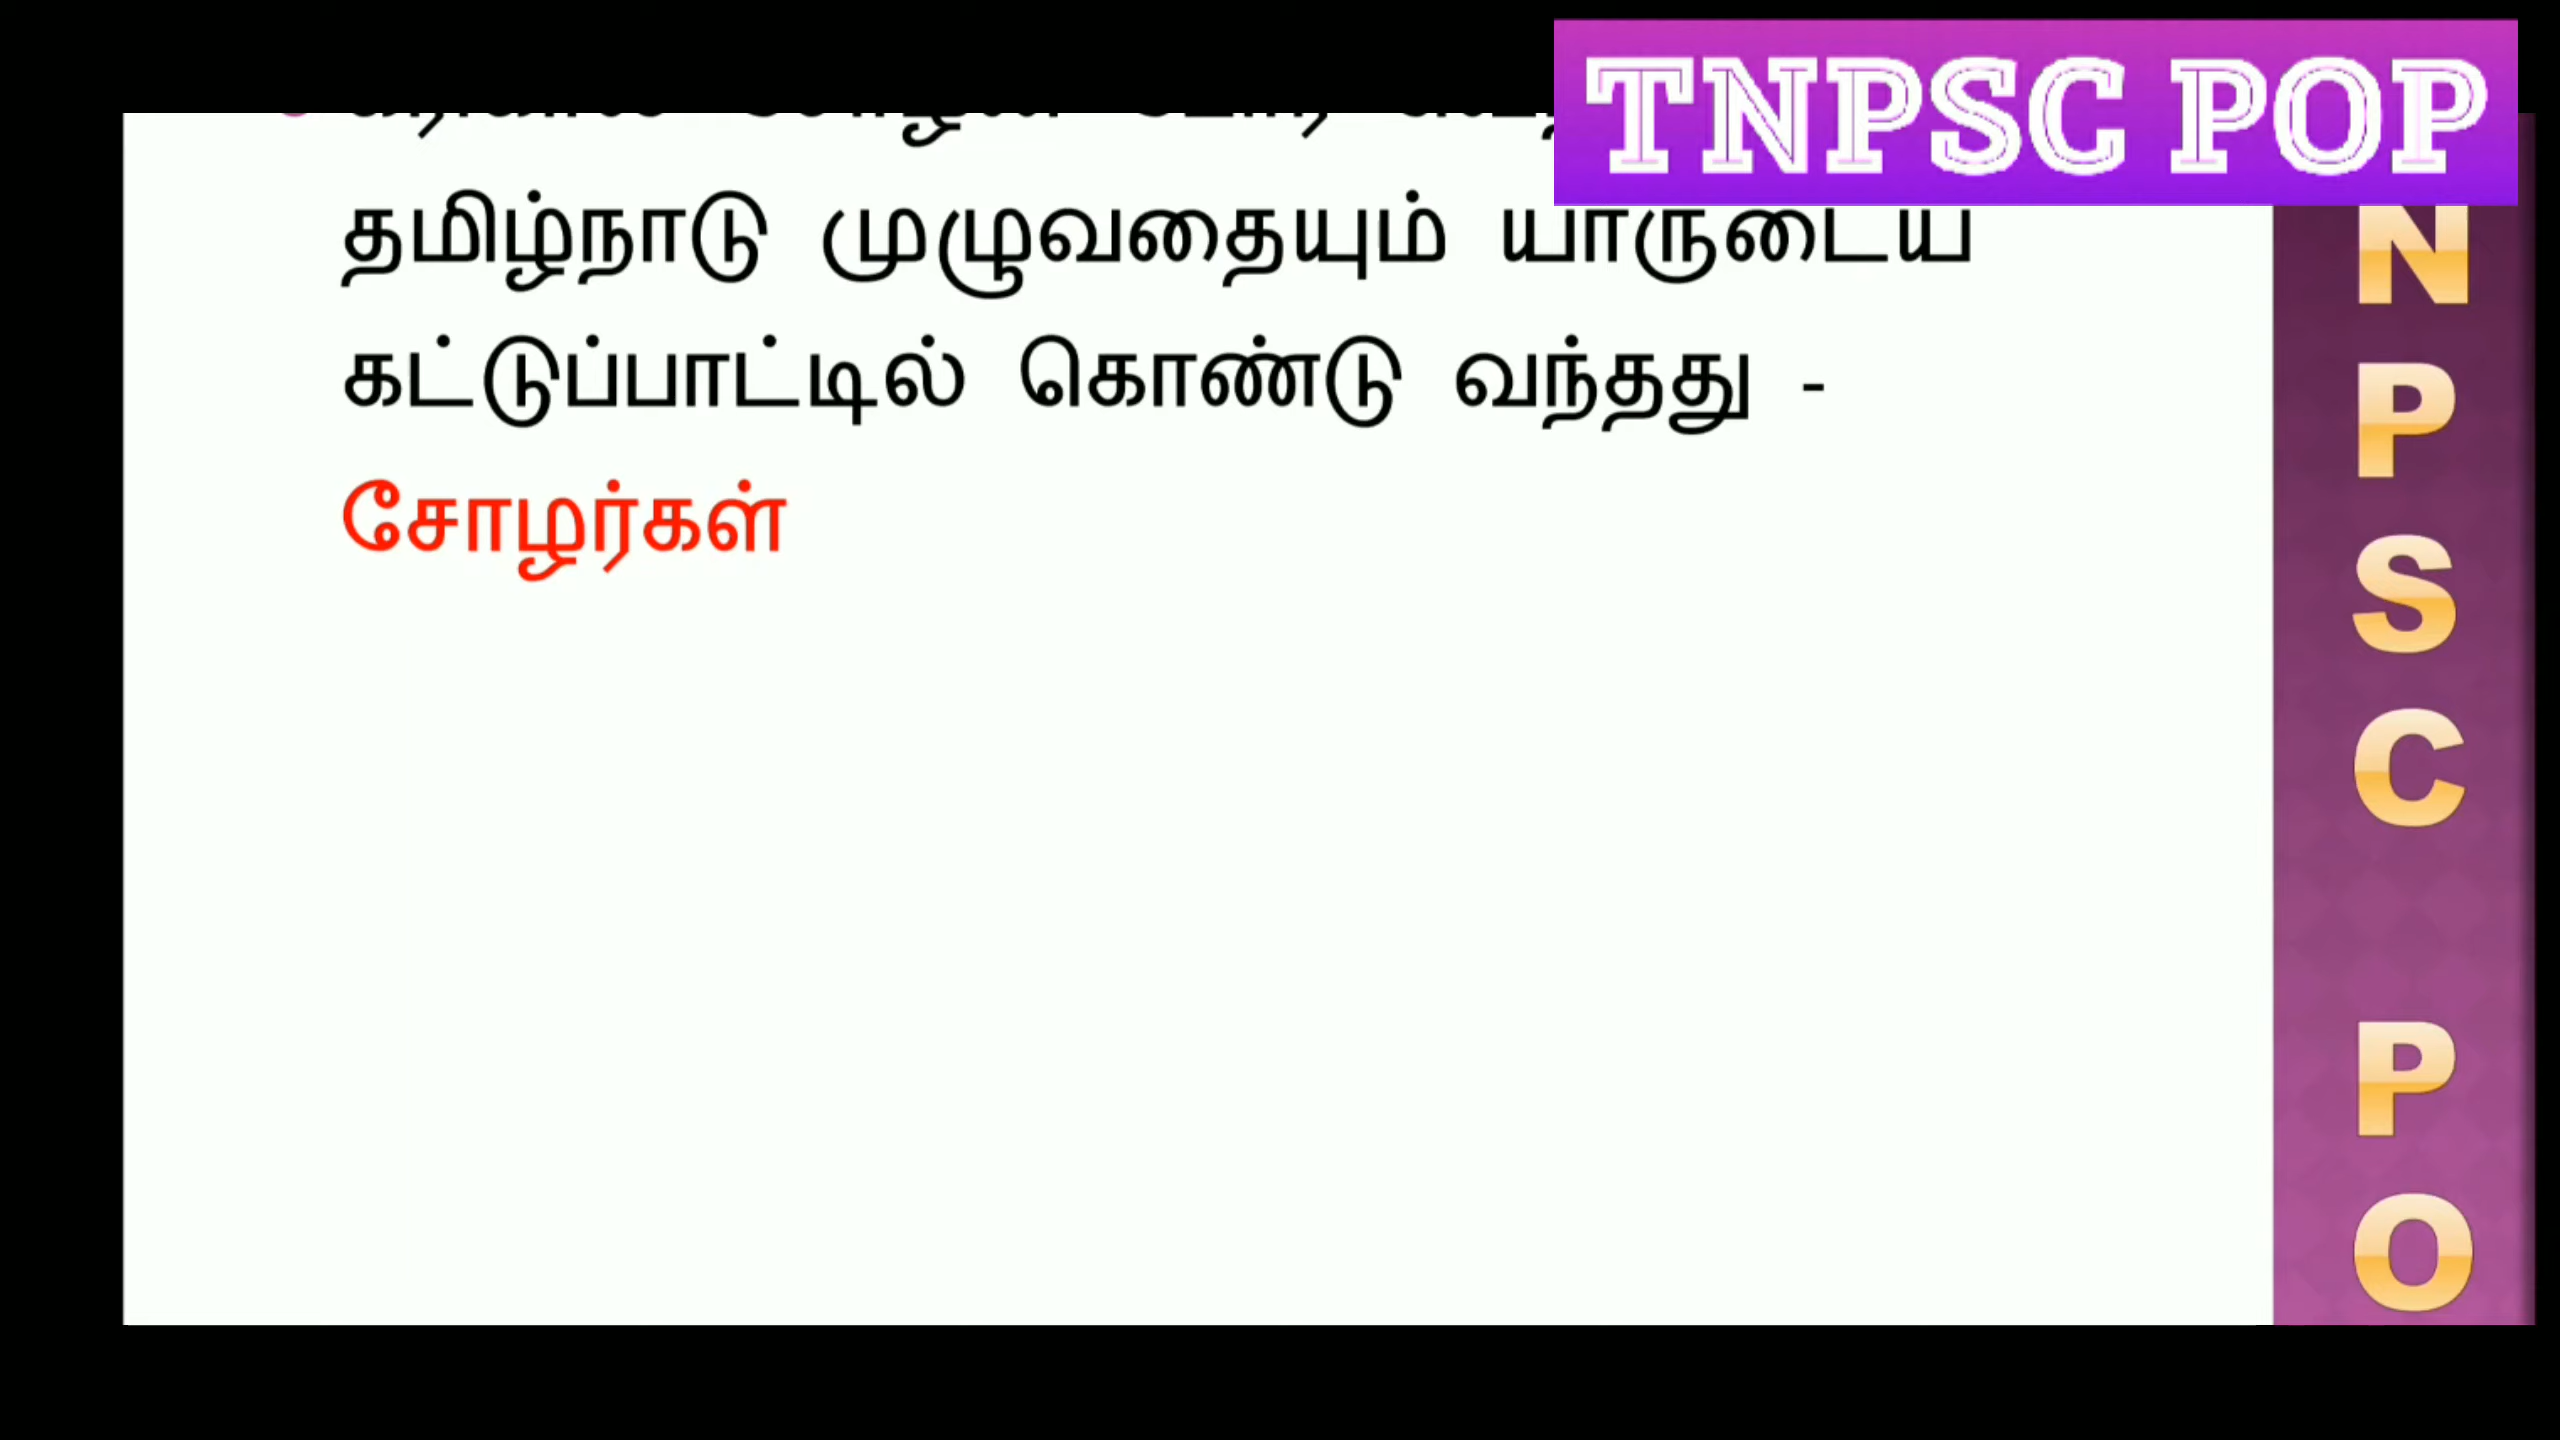 TNPSC POP
தமிழ்நாடு முழுவதையும் யாருடைய
கட்டுப்பாட்டில் கொண்டு வந்தது -
சோழர்கள்
N
P
S
C
P
O